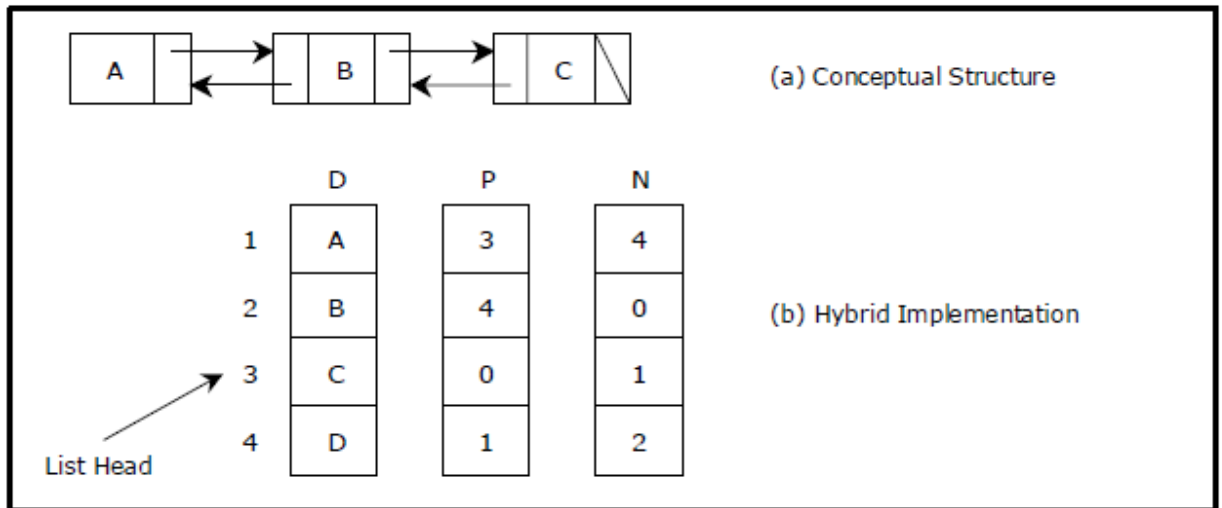 A B C (a) Conceptual Structure
D P N
1 A 3 4
2 B 4 0 (b) Hybrid Implementation
3 C 0 1
4 D 1 2
List Head